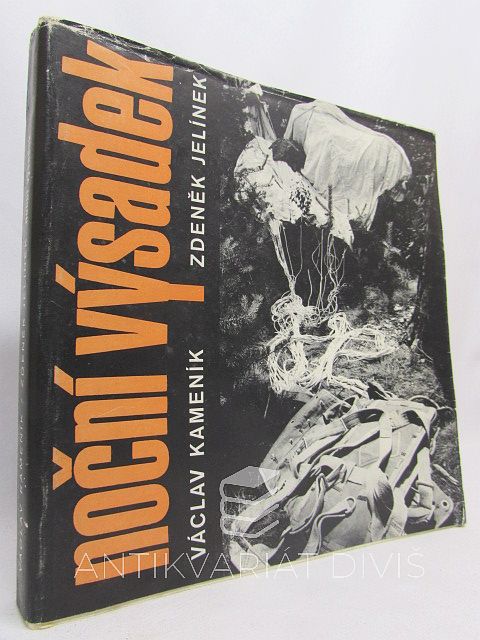 noční výsadek
VÁCLAV KAMENÍK
ZDENĚK JELÍNEK
ANTIKVARIÁT DIVIŠ